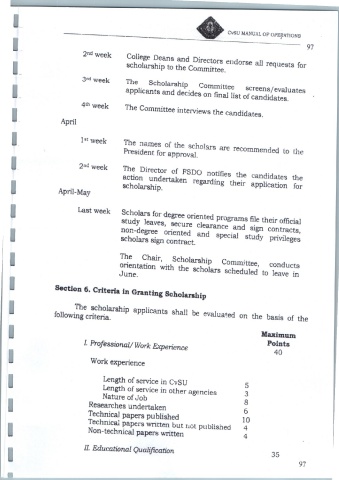 CvSU MANUAL OF OPERATIONS
97
2nd week College Deans and Directors endorse all requests for
scholarship to the Committee.
3rd week The Scholarship Committee screens/evaluates
applicants and decides on final list of candidates.
4th week The Committee interviews the candidates.
April
1st week The names of the scholars are recommended to the
President for approval.
2nd week The Director of FSDO notifies the candidates the
action undertaken regarding their application for
scholarship.
April-May
Last week Scholars for degree oriented programs file their official
study leaves, secure clearance and sign contracts,
non-degree oriented and special study privileges
scholars sign contract.
The Chair, Scholarship Committee, conducts
orientation with the scholars scheduled to leave in
June.
Section 6. Criteria in Granting Scholarship
The scholarship applicants shall be evaluated on the basis of the
following criteria.
Maximum
Points
I. Professional/Work Experience 40
Work experience
Length of service in CvSU 5
Length of service in other agencies 3
Nature of Job 8
Researches undertaken 6
Technical papers published 10
Technical papers written but not published 4
Non-technical papers written 4
II. Educational Qualification 35
97